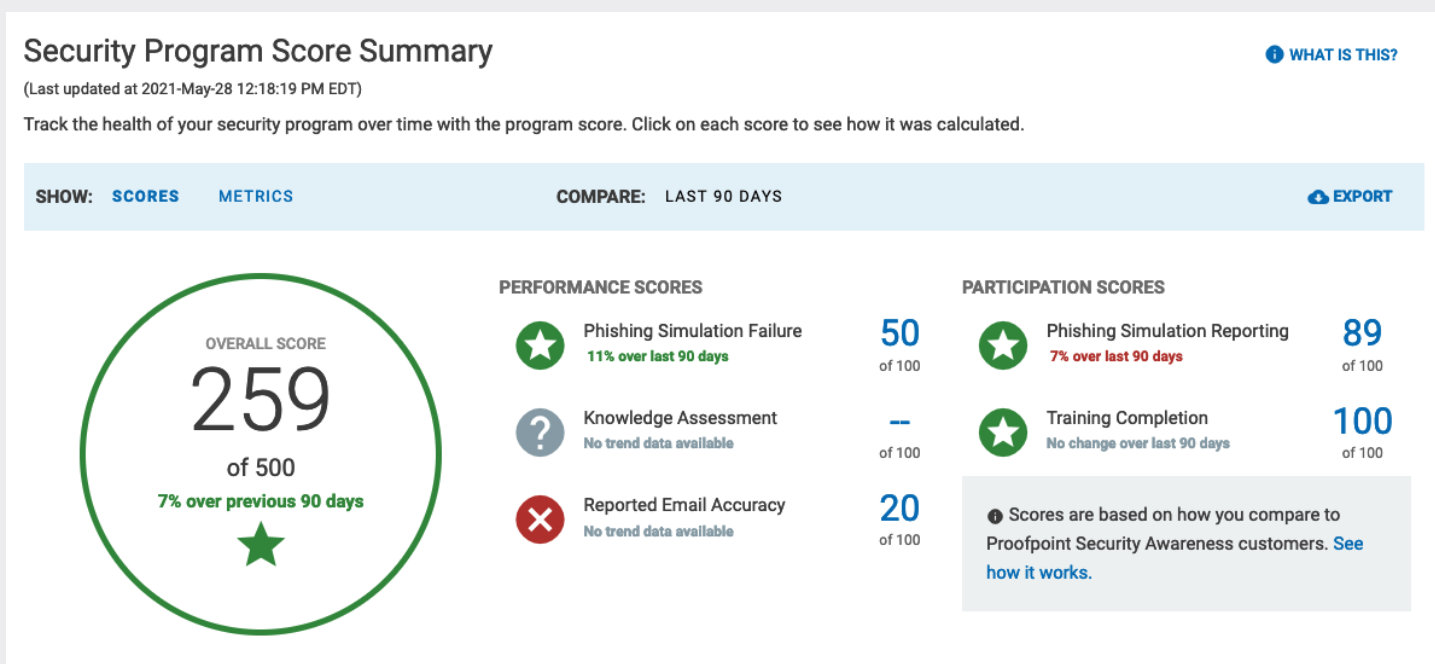 Security Program Score Summary
WHAT IS THIS?
(Last updated at 2021-May-28 12:18:19 PM EDT)
Track the health of your security program over time with the program score. Click on each score to see how it was calculated.
SHOW: SCORES METRICS COMPARE: LAST 90 DAYS EXPORT
OVERALL SCORE
259
of 500
7% over previous 90 days
PERFORMANCE SCORES
Phishing Simulation Failure
11% over last 90 days
50
of 100
Knowledge Assessment
No trend data available
--
of 100
Reported Email Accuracy
No trend data available
20
of 100
PARTICIPATION SCORES
Phishing Simulation Reporting
7% over last 90 days
89
of 100
Training Completion
No change over last 90 days
100
of 100
Scores are based on how you compare to
Proofpoint Security Awareness customers. See
how it works.